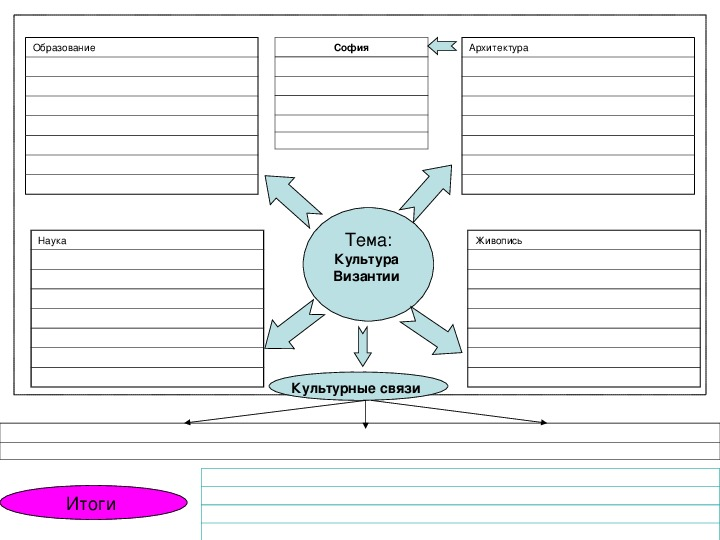 Образование
София
Архитектура
Тема:
Культура
Византии
Наука
Живопись
Культурные связи
Итоги